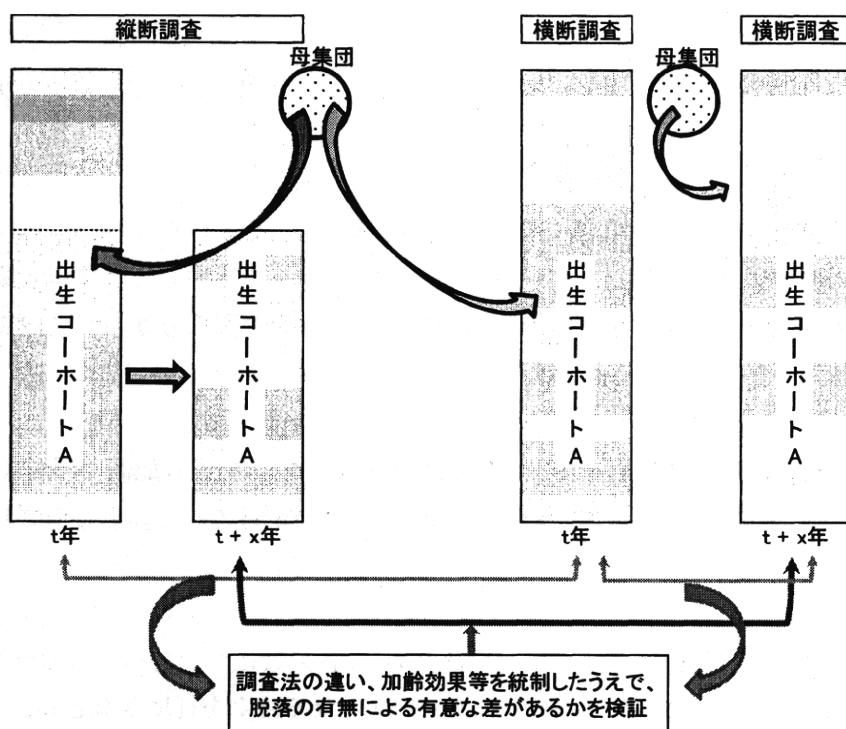 縦断調査
横断調査
横断調査
母集団
母集団
出生コーホートA
出生コーホートA
出生コーホートA
出生コーホートA
t年
t + x年
t年
t + x年
調査法の違い、加齢効果等を統制したうえで、
脱落の有無による有意な差があるかを検証